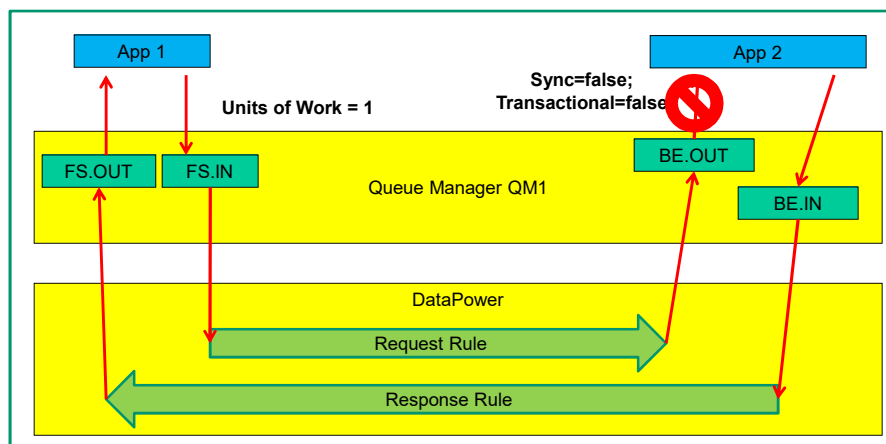 App 1
App 2
Sync=false;
Transactional=false
Units of Work = 1
FS.OUT
FS.IN
BE.OUT
Queue Manager QM1
BE.IN
DataPower
Request Rule
Response Rule